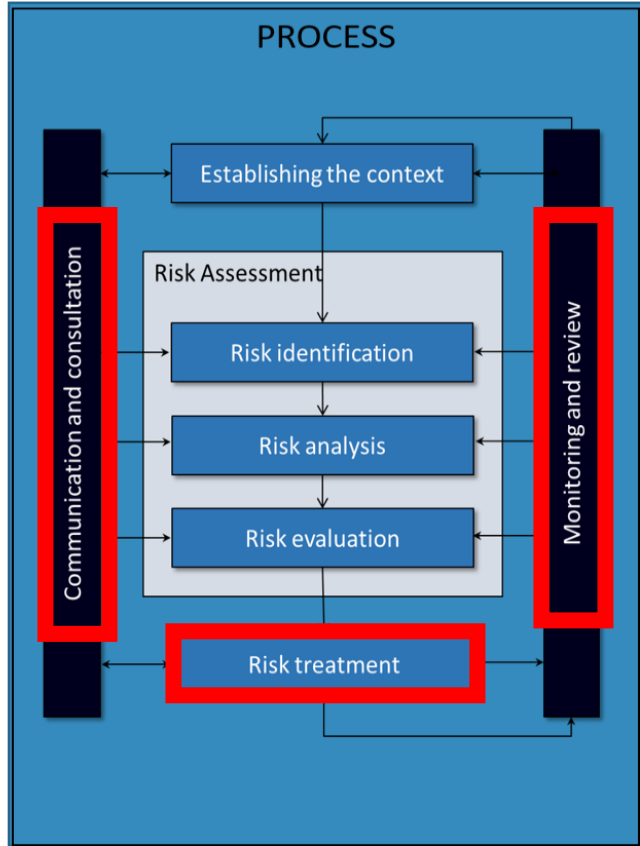 PROCESS
Establishing the context
Communication and consultation
Monitoring and review
Risk Assessment
Risk identification
Risk analysis
Risk evaluation
Risk treatment